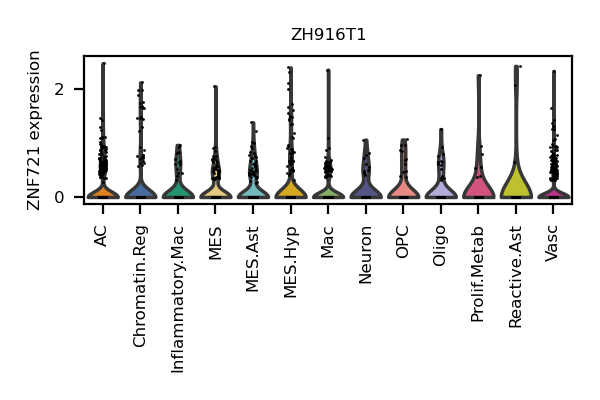 ZH916T1
ZNF721 expression
2
0
AC
Chromatin.Reg
Inflammatory.Mac
MES
MES.Ast
MES.Hyp
Mac
Neuron
OPC
Oligo
Prolif.Metab
Reactive.Ast
Vasc